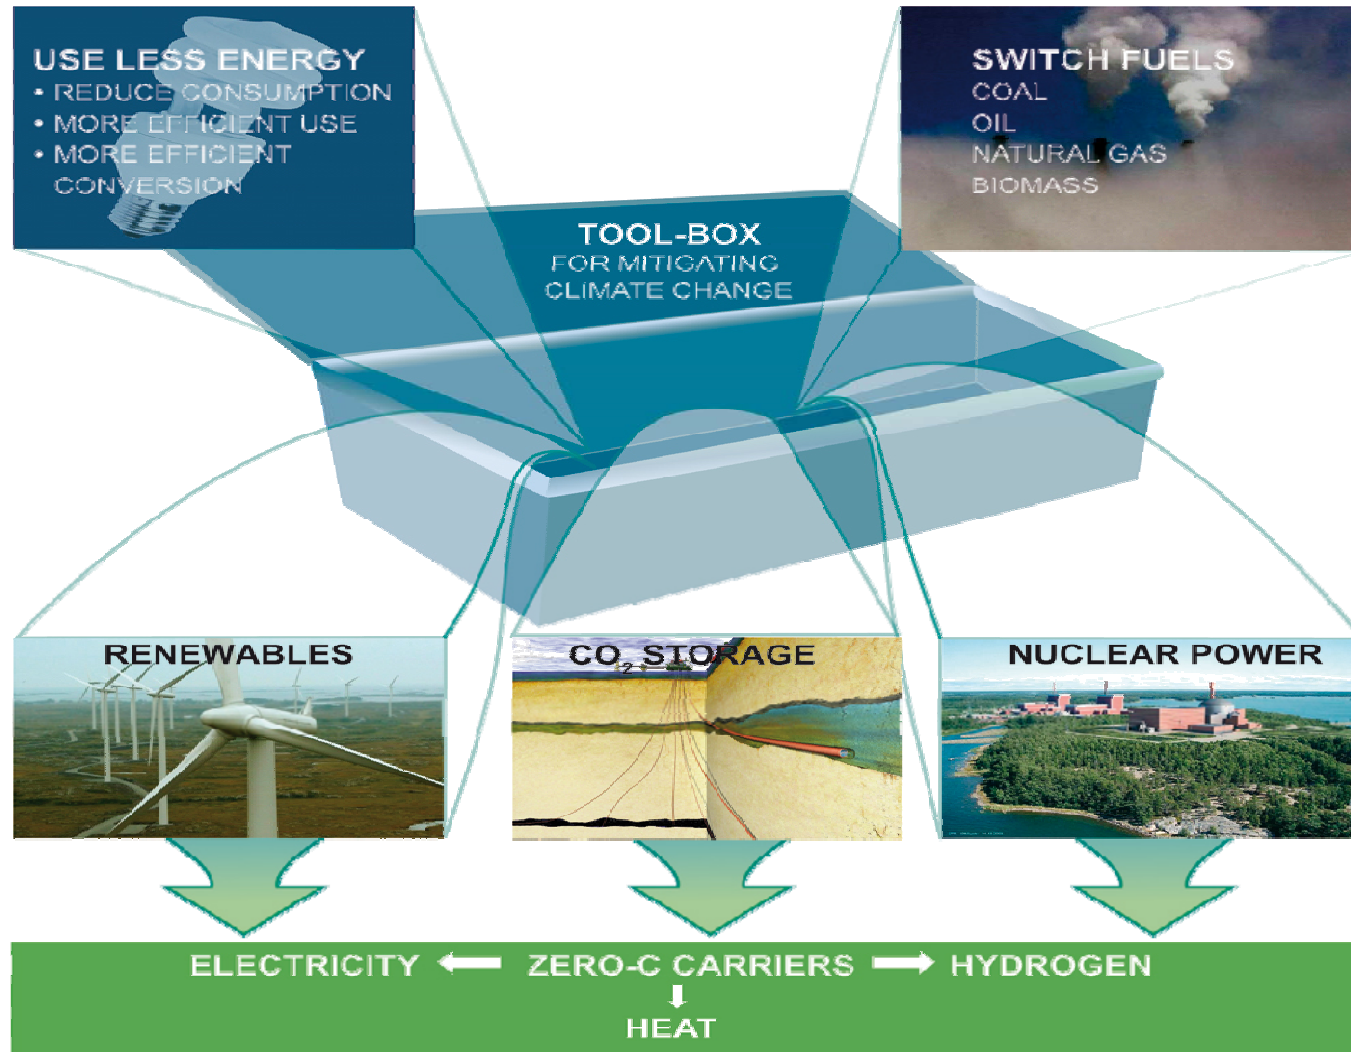 USE LESS ENERGY
• REDUCE CONSUMPTION
• MORE EFFICIENT USE
• MORE EFFICIENT
CONVERSION
SWITCH FUELS
COAL
OIL
NATURAL GAS
BIOMASS
TOOL-BOX
FOR MITIGATING
CLIMATE CHANGE
RENEWABLES
CO₂ STORAGE
NUCLEAR POWER
ELECTRICITY ← ZERO-C CARRIERS → HYDROGEN
↓
HEAT